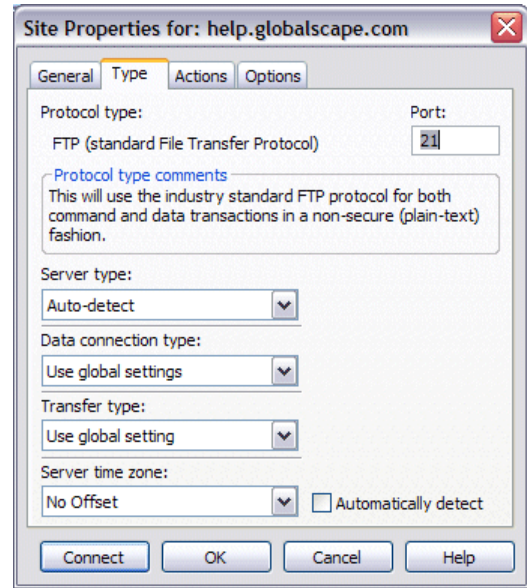 Site Properties for: help.globalscape.com
General Type Actions Options
Protocol type: Port:
FTP (standard File Transfer Protocol) 21
Protocol type comments
This will use the industry standard FTP protocol for both
command and data transactions in a non-secure (plain-text)
fashion.
Server type:
Auto-detect
Data connection type:
Use global settings
Transfer type:
Use global setting
Server time zone:
No Offset Automatically detect
Connect OK Cancel Help